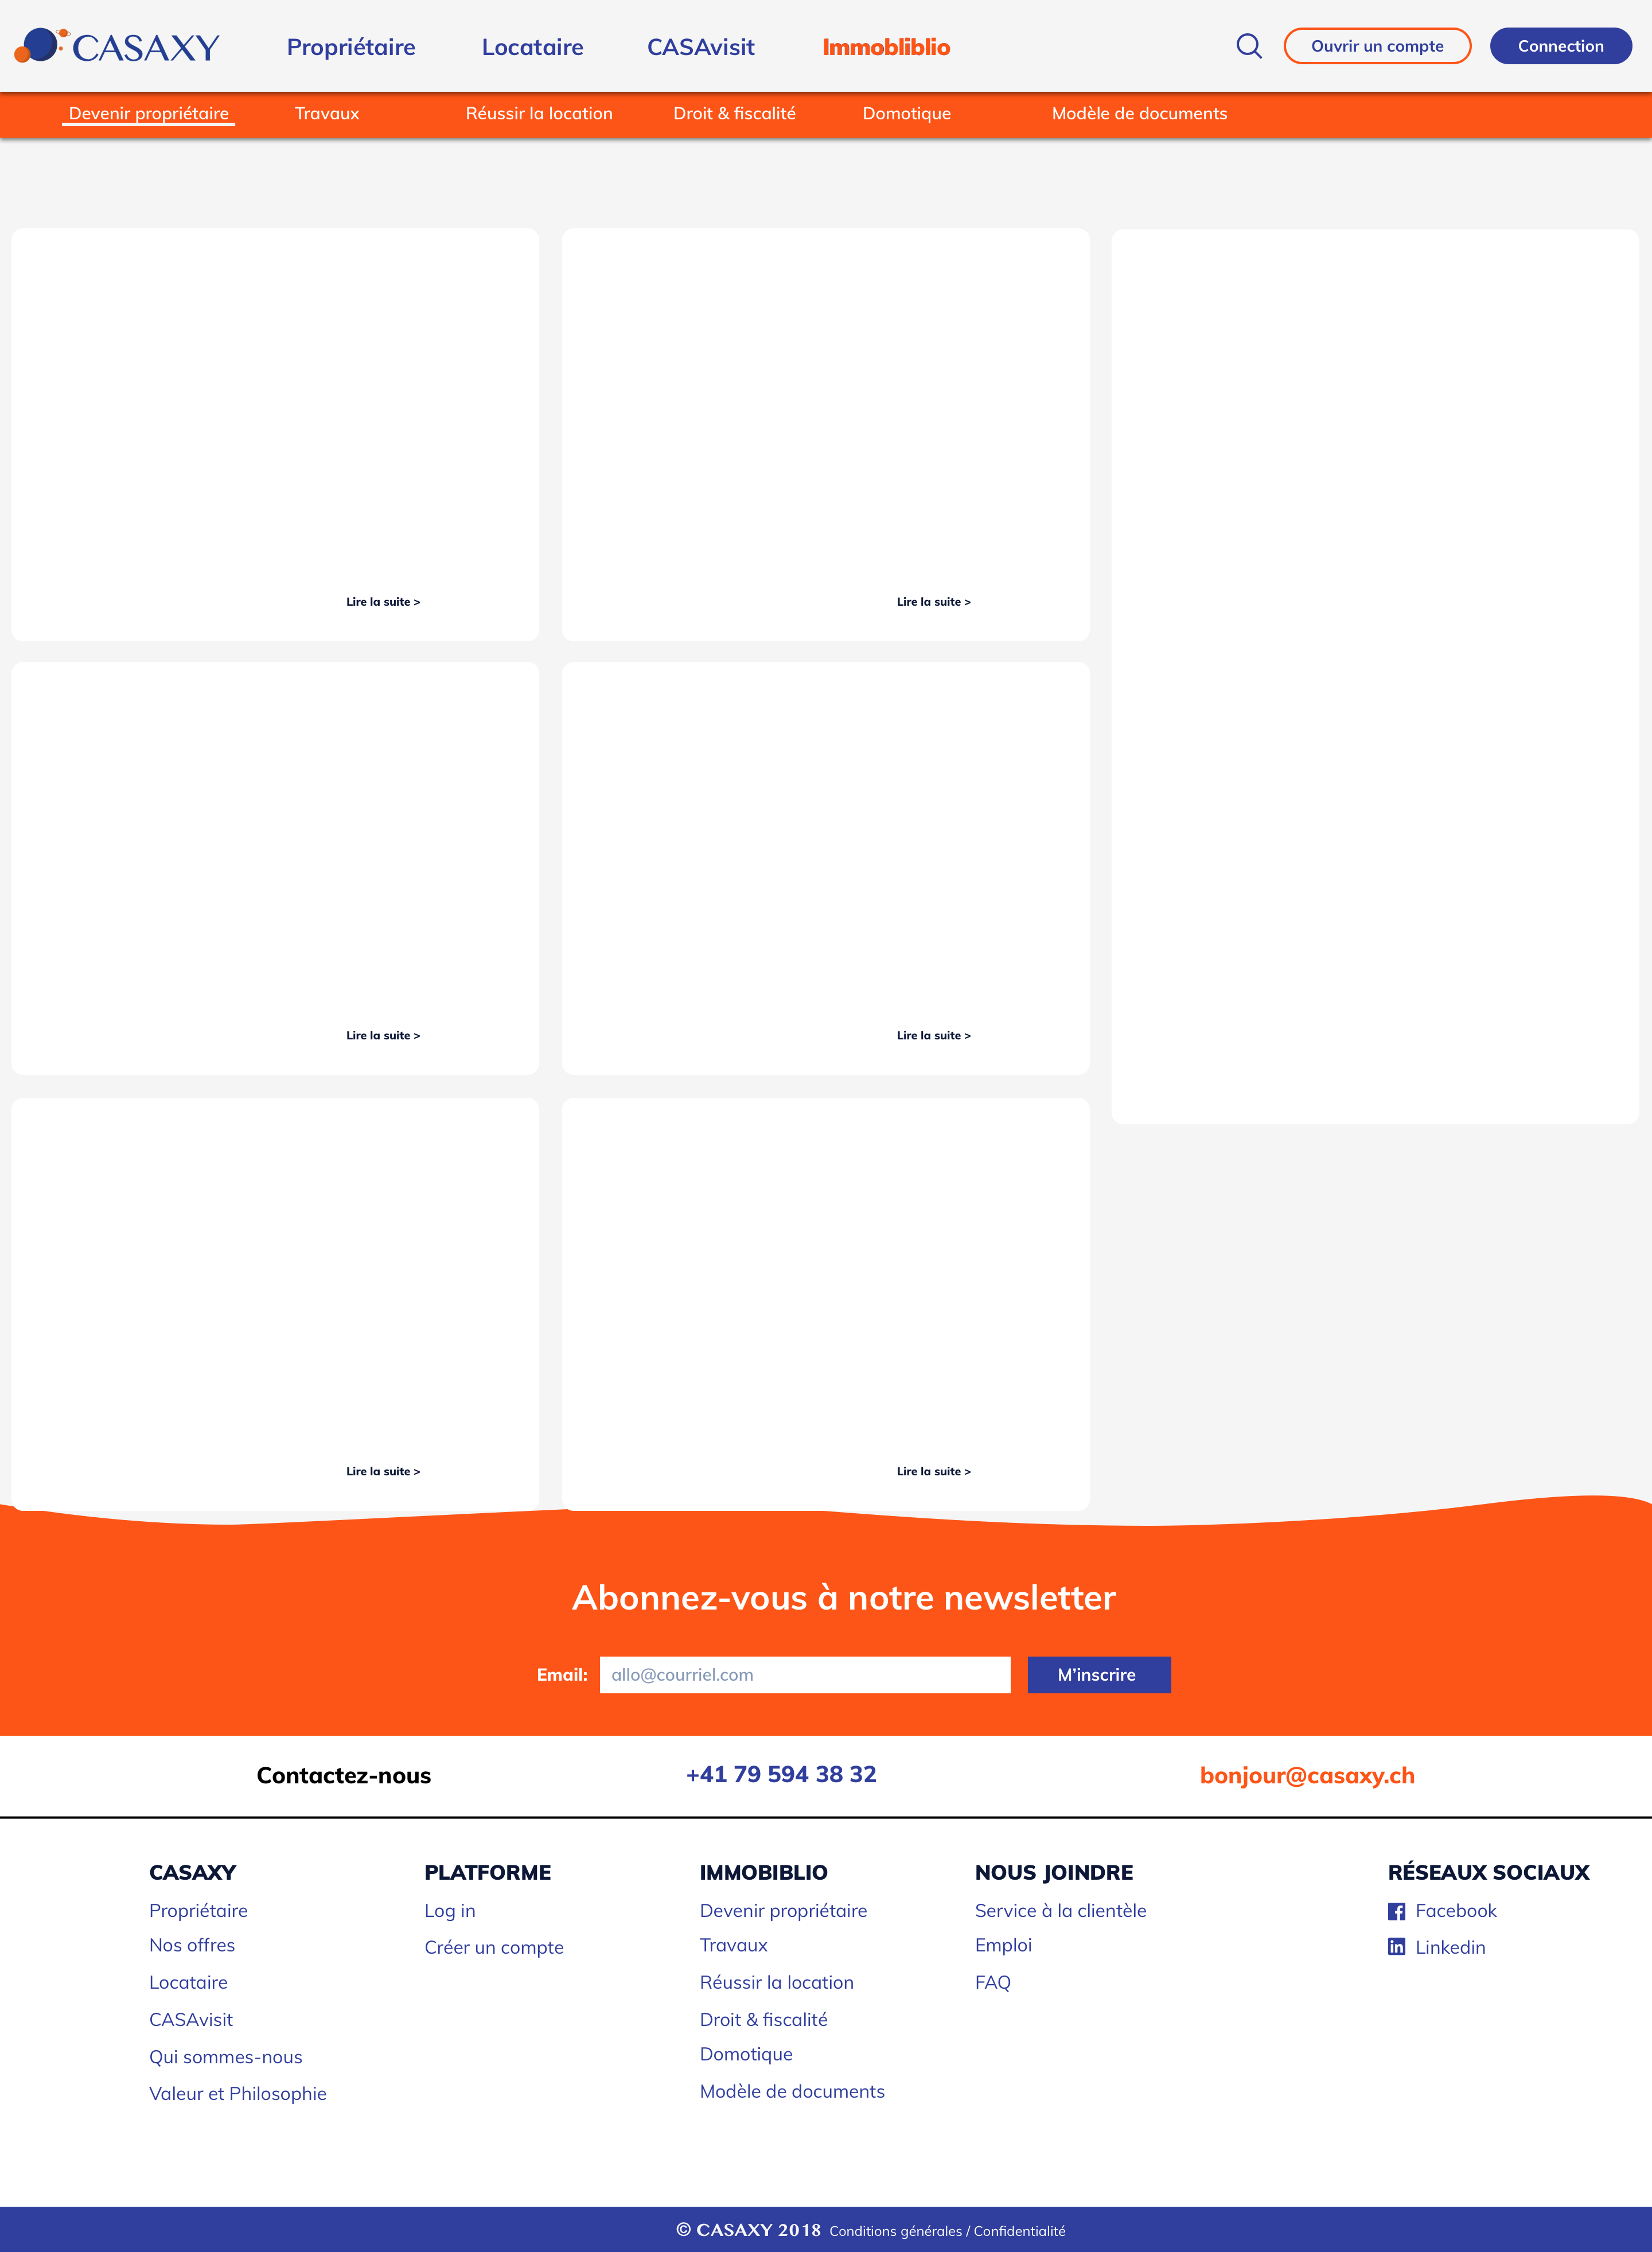 CASAXY
Propriétaire
Locataire
CASAvisit
Immobliblio
Ouvrir un compte
Connection
Devenir propriétaire
Travaux
Réussir la location
Droit & fiscalité
Domotique
Modèle de documents
Lire la suite >
Lire la suite >
Lire la suite >
Lire la suite >
Lire la suite >
Lire la suite >
Abonnez-vous à notre newsletter
Email:
allo@courriel.com
M’inscrire
Contactez-nous
+41 79 594 38 32
bonjour@casaxy.ch
CASAXY
Propriétaire
Nos offres
Locataire
CASAvisit
Qui sommes-nous
Valeur et Philosophie
PLATFORME
Log in
Créer un compte
IMMOBIBLIO
Devenir propriétaire
Travaux
Réussir la location
Droit & fiscalité
Domotique
Modèle de documents
NOUS JOINDRE
Service à la clientèle
Emploi
FAQ
RÉSEAUX SOCIAUX
Facebook
Linkedin
© CASAXY 2018 Conditions générales / Confidentialité